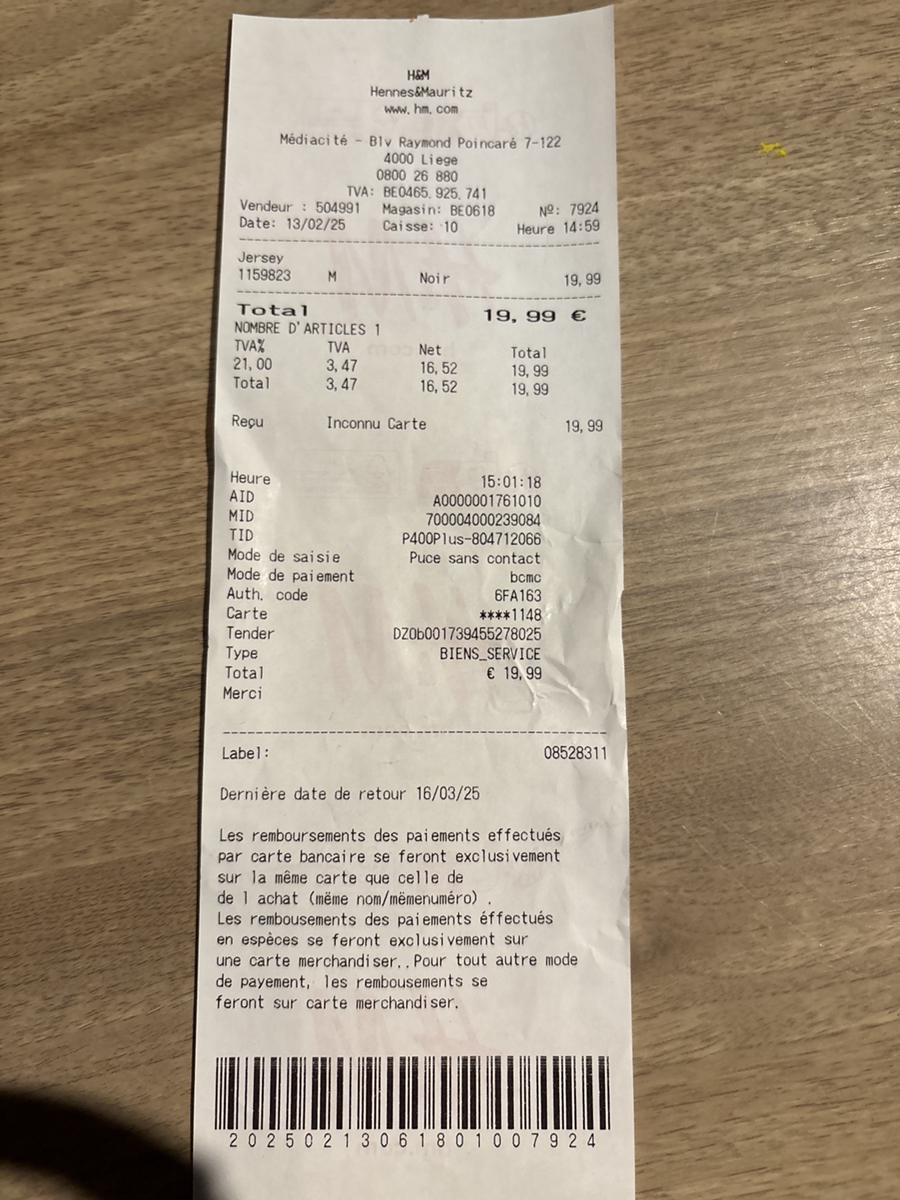 H&M
Hennes&Mauritz
www.hm.com
Médiacité - Blv Raymond Poincaré 7-122
4000 Liege
0800 26 880
TVA: BE0465.925.741
Vendeur : 504991 Magasin: BE0618 Nº: 7924
Date: 13/02/25 Caisse: 10 Heure 14:59
Jersey
1159823 M Noir 19,99
Total 19,99 €
NOMBRE D'ARTICLES 1
TVA% TVA Net Total
21,00 3,47 16,52 19,99
Total 3,47 16,52 19,99
Reçu Inconnu Carte 19,99
Heure 15:01:18
AID A0000001761010
MID 700004000239084
TID P400Plus-804712066
Mode de saisie Puce sans contact
Mode de paiement bcmc
Auth. code 6FA163
Carte ****1148
Tender DZ0b001739455278025
Type BIENS_SERVICE
Total € 19,99
Merci
Label: 08528311
Dernière date de retour 16/03/25
Les remboursements des paiements effectués
par carte bancaire se feront exclusivement
sur la même carte que celle de
de l achat (mëme nom/mëmenuméro) .
Les rembousements des paiements éffectués
en espèces se feront exclusivement sur
une carte merchandiser..Pour tout autre mode
de payement, les rembousements se
feront sur carte merchandiser.
20250213061801007924